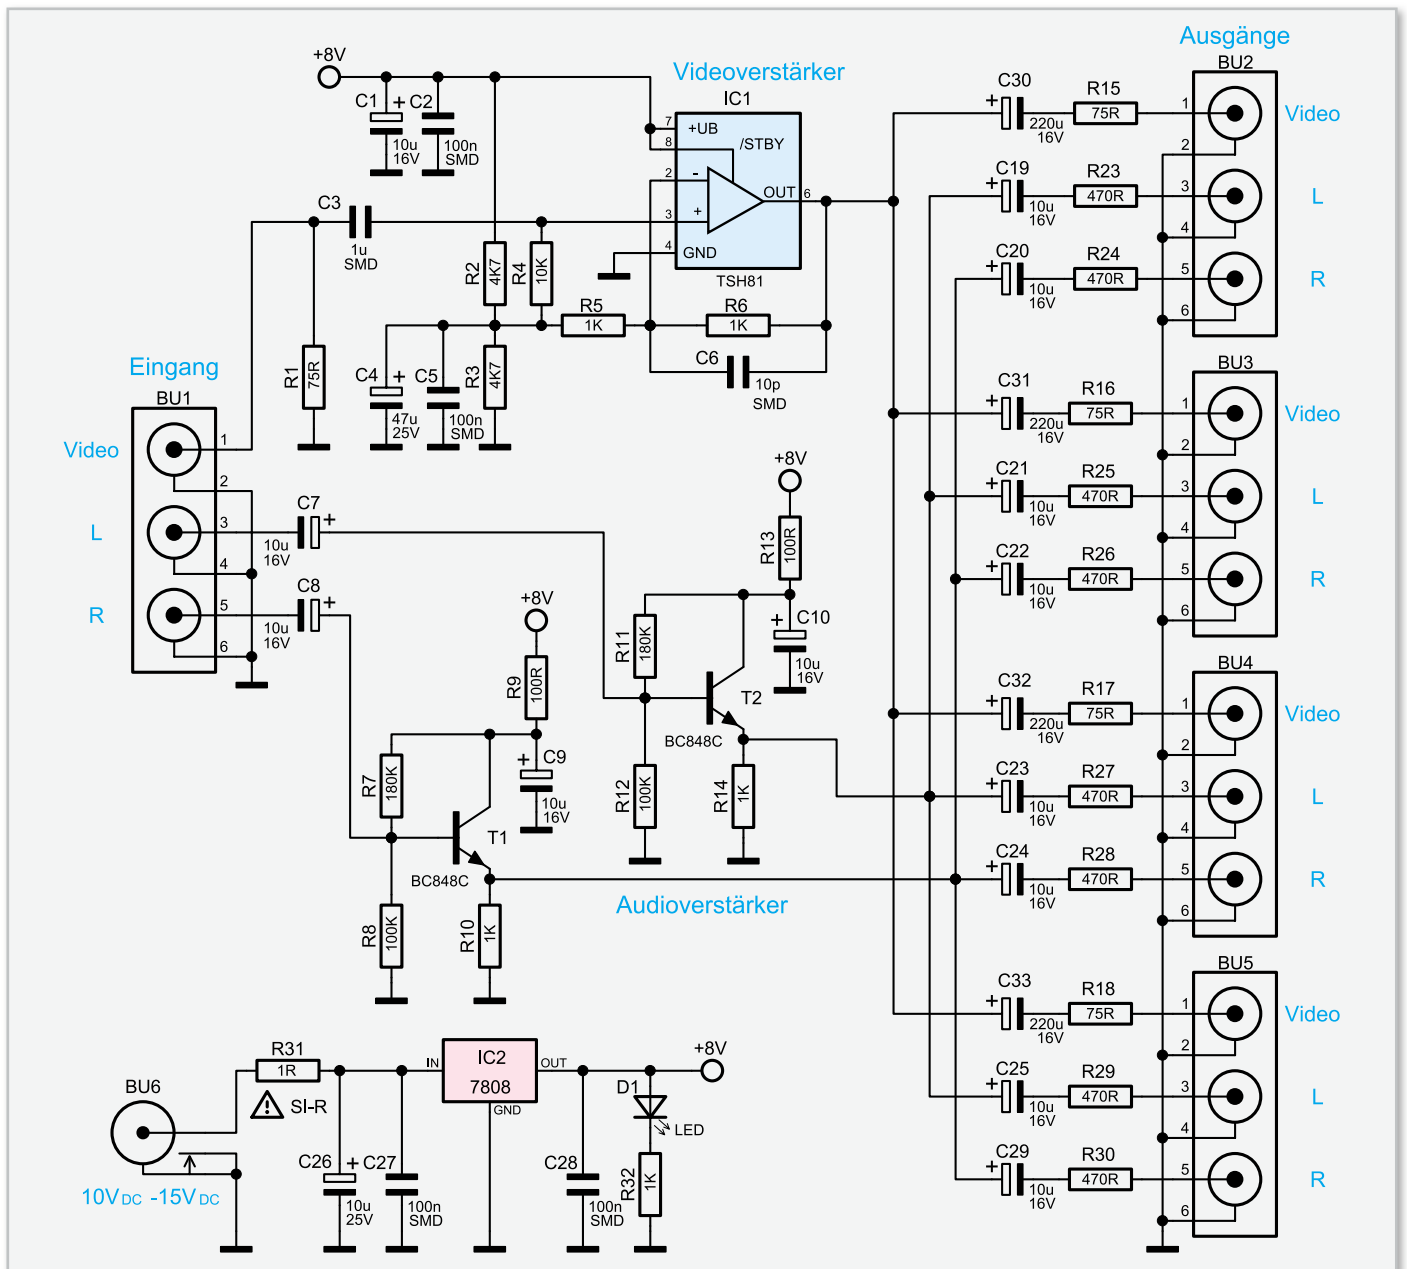 Ausgänge
+8V
Videoverstärker
IC1
BU2
C1 + C2
10u
16V
100n
SMD
7 +UB
8 /STBY
2 -
3 +
4 GND
OUT 6
TSH81
C3
1u
SMD
R2 4K7
R4 10K
R5
1K
R6
1K
C6
10p
SMD
R1 75R
C4 +
47u
25V
C5
100n
SMD
R3 4K7
C30
+
220u
16V
R15
75R
1
Video
2
C19
+
10u
16V
R23
470R
3
L
4
C20
+
10u
16V
R24
470R
5
R
6
Eingang
BU1
Video
1
2
L
3
4
R
5
6
C7
+
10u
16V
C8
+
10u
16V
BU3
C31
+
220u
16V
R16
75R
1
Video
2
C21
+
10u
16V
R25
470R
3
L
4
C22
+
10u
16V
R26
470R
5
R
6
+8V
R13 100R
+ C10
10u
16V
R11 180K
T2
BC848C
R12 100K
R14 1K
+8V
R9 100R
+ C9
10u
16V
R7 180K
T1
BC848C
R8 100K
R10 1K
Audioverstärker
BU4
C32
+
220u
16V
R17
75R
1
Video
2
C23
+
10u
16V
R27
470R
3
L
4
C24
+
10u
16V
R28
470R
5
R
6
BU5
C33
+
220u
16V
R18
75R
1
Video
2
C25
+
10u
16V
R29
470R
3
L
4
C29
+
10u
16V
R30
470R
5
R
6
BU6
R31
1R
SI-R
10VDC -15VDC
C26 +
10u
25V
C27
100n
SMD
IN
IC2
7808
OUT
GND
C28
100n
SMD
+8V
D1
LED
R32 1K